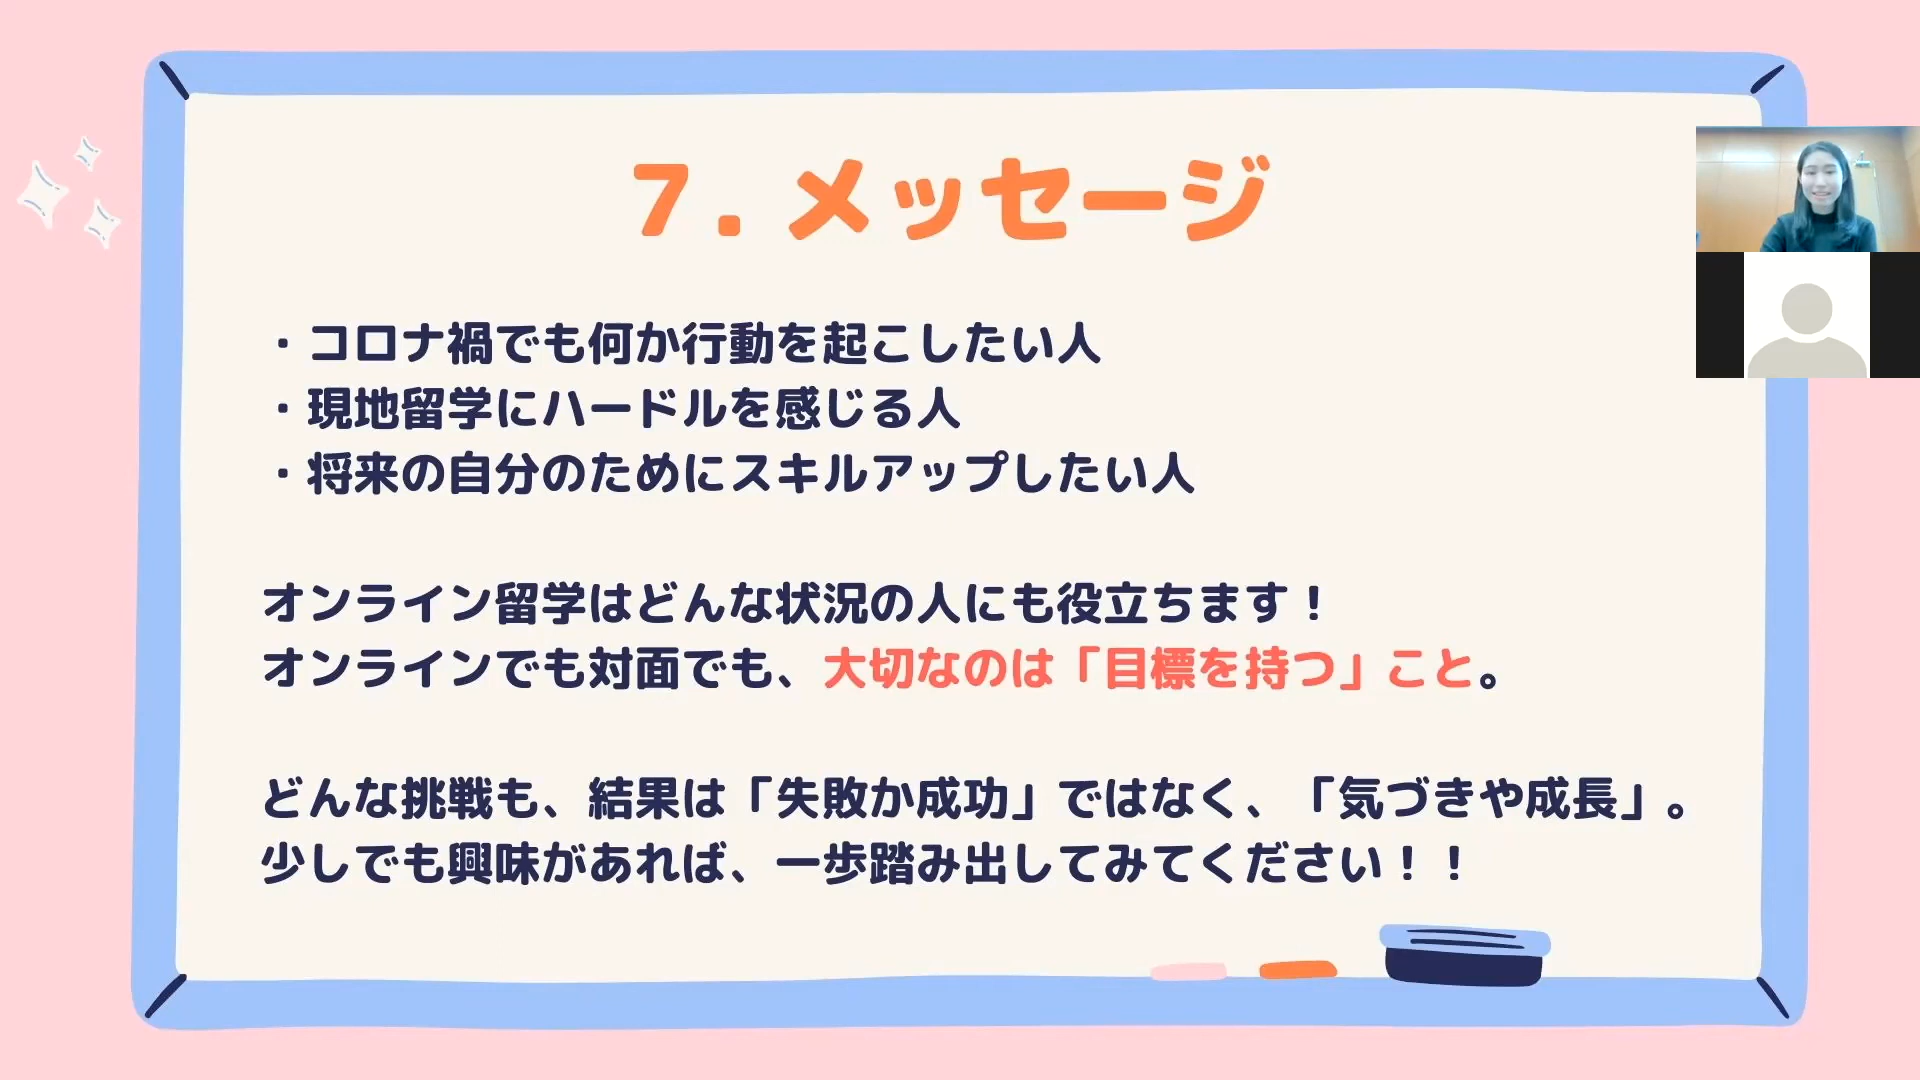 7. メッセージ
・コロナ禍でも何か行動を起こしたい人
・現地留学にハードルを感じる人
・将来の自分のためにスキルアップしたい人
オンライン留学はどんな状況の人にも役立ちます！
オンラインでも対面でも、大切なのは「目標を持つ」こと。
どんな挑戦も、結果は「失敗か成功」ではなく、「気づきや成長」。
少しでも興味があれば、一歩踏み出してみてください！！